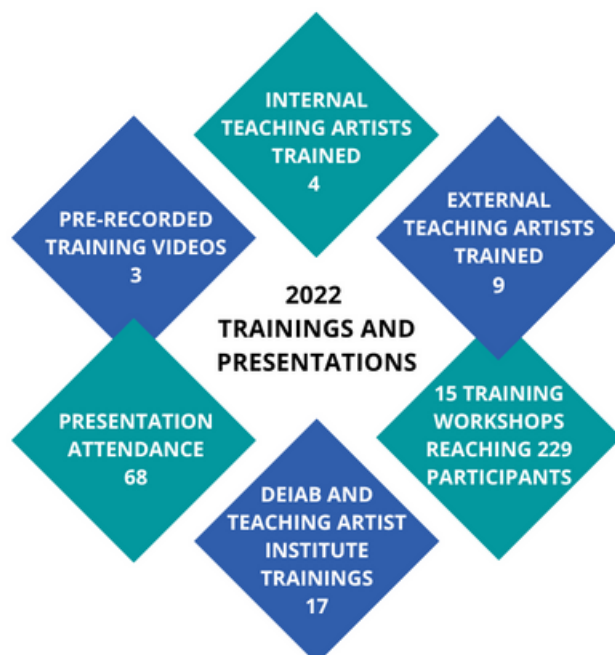 INTERNAL
TEACHING ARTISTS
TRAINED
4
EXTERNAL
TEACHING ARTISTS
TRAINED
9
15 TRAINING
WORKSHOPS
REACHING 229
PARTICIPANTS
DEIAB AND
TEACHING ARTIST
INSTITUTE
TRAININGS
17
PRESENTATION
ATTENDANCE
68
PRE-RECORDED
TRAINING VIDEOS
3
2022
TRAININGS AND
PRESENTATIONS